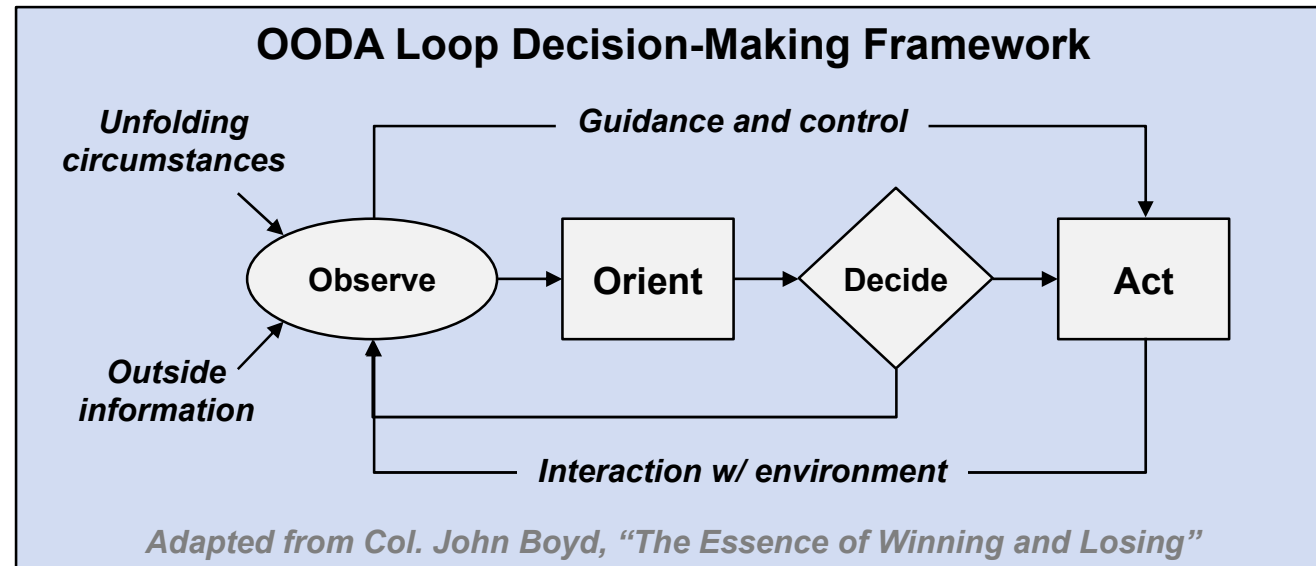 OODA Loop Decision-Making Framework
Unfolding
circumstances
Guidance and control
Observe
Orient
Decide
Act
Outside
information
Interaction w/ environment
Adapted from Col. John Boyd, “The Essence of Winning and Losing”